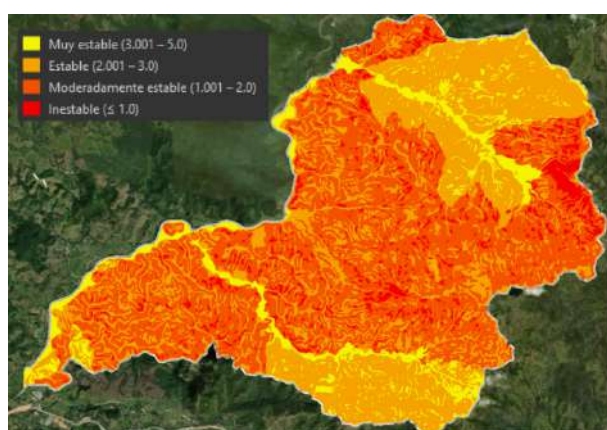 Muy estable (3.001 – 5.0)
Estable (2.001 – 3.0)
Moderadamente estable (1.001 – 2.0)
Inestable (≤ 1.0)